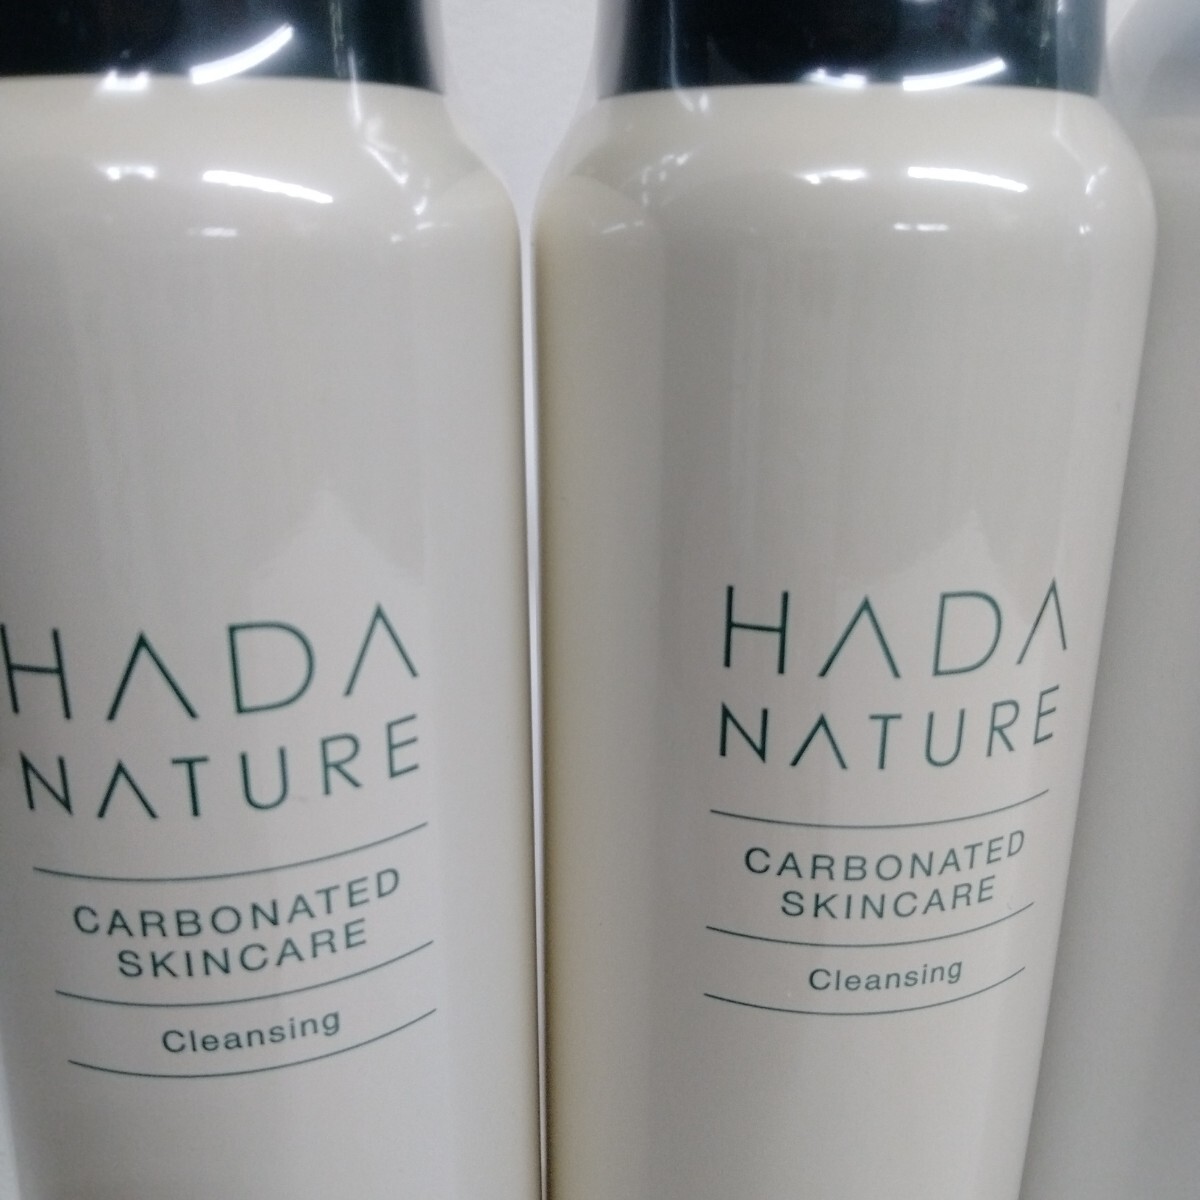 HADA
NATURE
CARBONATED
SKINCARE
Cleansing
HADA
NATURE
CARBONATED
SKINCARE
Cleansing